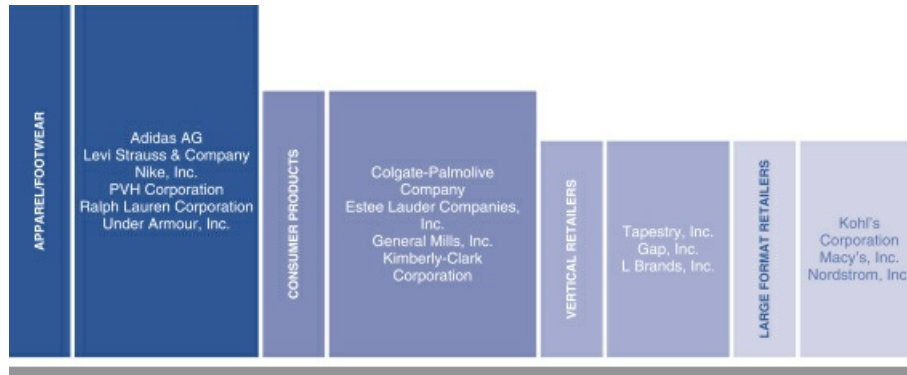 APPAREL/FOOTWEAR
Adidas AG
Levi Strauss & Company
Nike, Inc.
PVH Corporation
Ralph Lauren Corporation
Under Armour, Inc.
CONSUMER PRODUCTS
Colgate-Palmolive
Company
Estee Lauder Companies,
Inc.
General Mills, Inc.
Kimberly-Clark
Corporation
VERTICAL RETAILERS
Tapestry, Inc.
Gap, Inc.
L Brands, Inc.
LARGE FORMAT RETAILERS
Kohl's
Corporation
Macy's, Inc.
Nordstrom, Inc